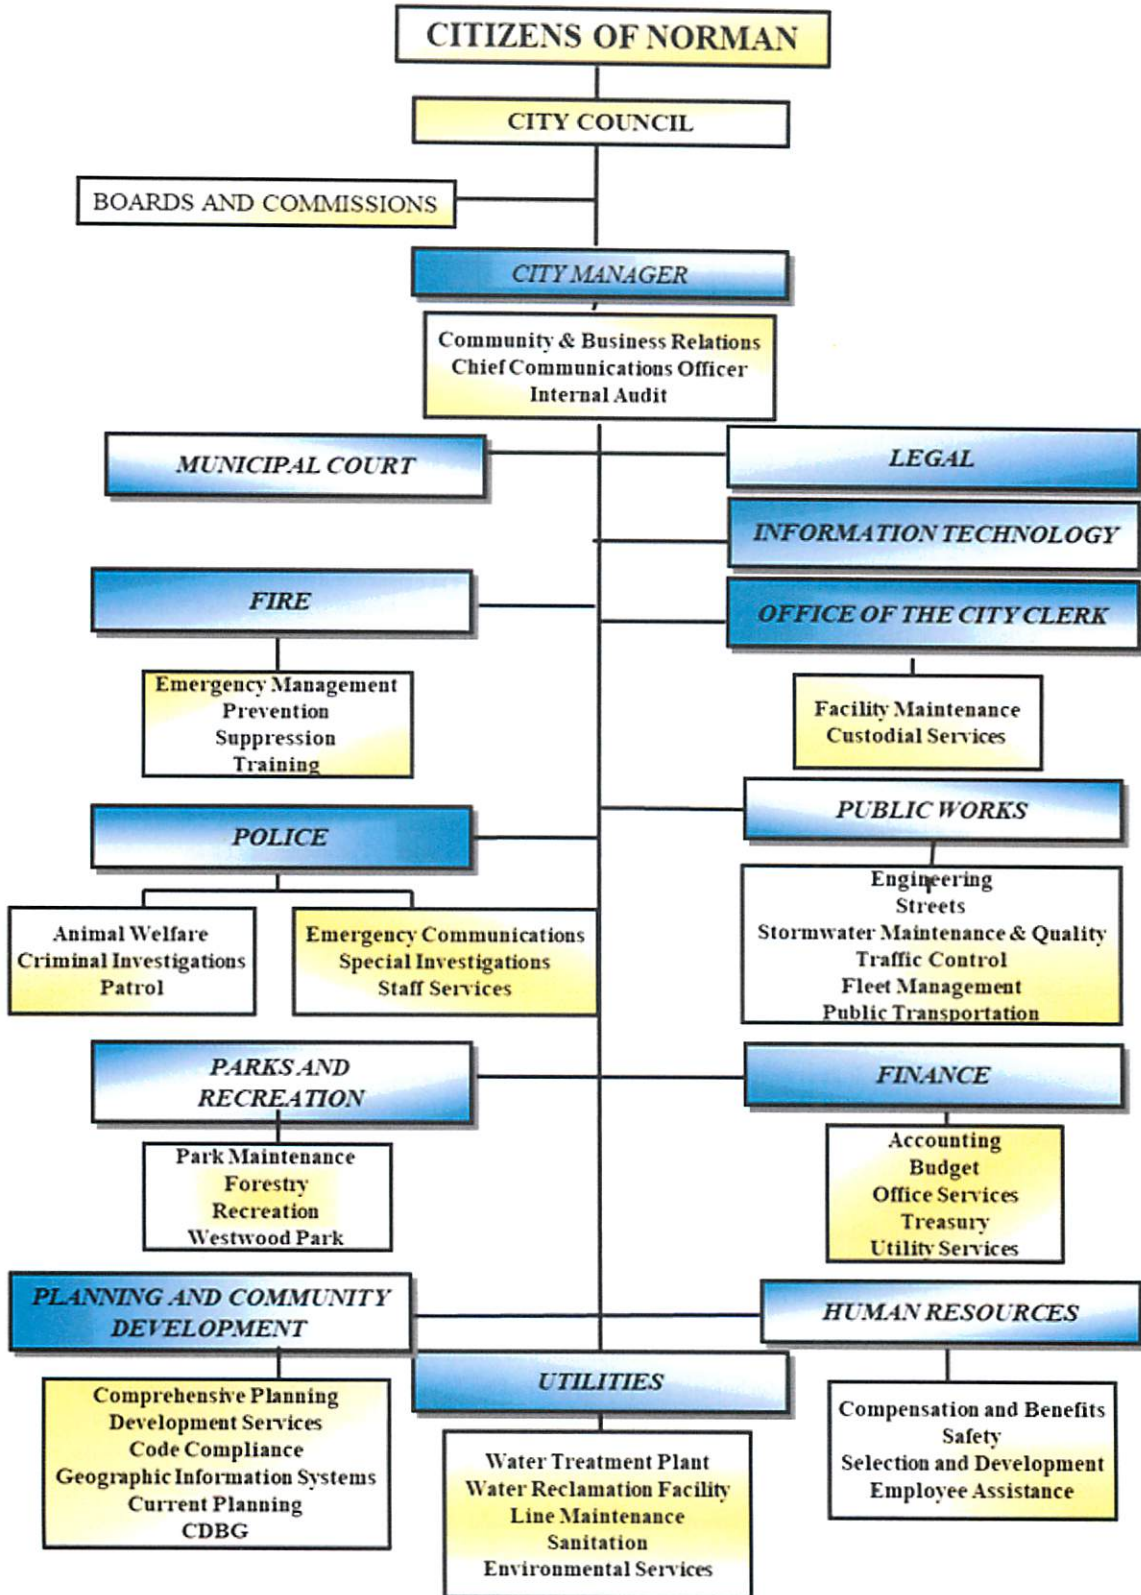 CITIZENS OF NORMAN
CITY COUNCIL
BOARDS AND COMMISSIONS
CITY MANAGER
Community & Business Relations
Chief Communications Officer
Internal Audit
MUNICIPAL COURT
LEGAL
INFORMATION TECHNOLOGY
FIRE
OFFICE OF THE CITY CLERK
Emergency Management
Prevention
Suppression
Training
Facility Maintenance
Custodial Services
POLICE
PUBLIC WORKS
Animal Welfare
Criminal Investigations
Patrol
Emergency Communications
Special Investigations
Staff Services
Engineering
Streets
Stormwater Maintenance & Quality
Traffic Control
Fleet Management
Public Transportation
PARKS AND
RECREATION
FINANCE
Park Maintenance
Forestry
Recreation
Westwood Park
Accounting
Budget
Office Services
Treasury
Utility Services
PLANNING AND COMMUNITY
DEVELOPMENT
HUMAN RESOURCES
UTILITIES
Comprehensive Planning
Development Services
Code Compliance
Geographic Information Systems
Current Planning
CDBG
Water Treatment Plant
Water Reclamation Facility
Line Maintenance
Sanitation
Environmental Services
Compensation and Benefits
Safety
Selection and Development
Employee Assistance